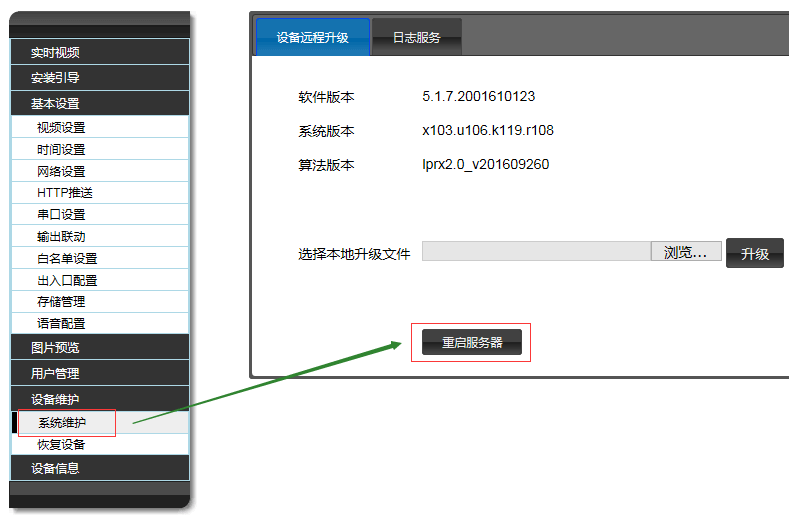 实时视频
安装引导
基本设置
视频设置
时间设置
网络设置
HTTP推送
串口设置
输出联动
白名单设置
出入口配置
存储管理
语音配置
图片预览
用户管理
设备维护
系统维护
恢复设备
设备信息
设备远程升级 日志服务
软件版本 5.1.7.2001610123
系统版本 x103.u106.k119.r108
算法版本 lprx2.0_v201609260
选择本地升级文件 浏览... 升级
重启服务器